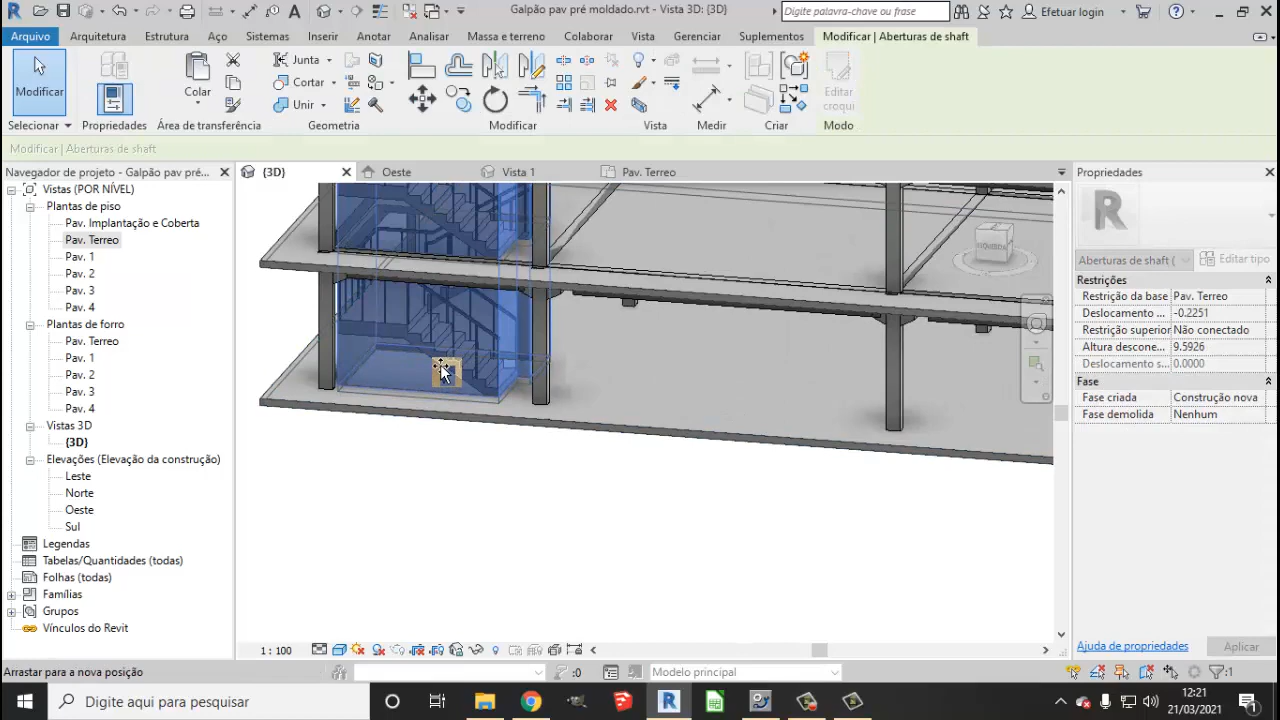 Galpão pav pré moldado.rvt - Vista 3D: {3D}
Digite palavra-chave ou frase
Efetuar login
Arquivo Arquitetura Estrutura Aço Sistemas Inserir Anotar Analisar Massa e terreno Colaborar Vista Gerenciar Suplementos Modificar | Aberturas de shaft
Modificar
Colar
Junta
Cortar
Unir
Editar
croqui
Selecionar Propriedades Área de transferência Geometria Modificar Vista Medir Criar Modo
Modificar | Aberturas de shaft
Navegador de projeto - Galpão pav pré...
{3D} Oeste Vista 1 Pav. Terreo
Propriedades
Vistas (POR NÍVEL)
Plantas de piso
Pav. Implantação e Coberta
Pav. Terreo
Pav. 1
Pav. 2
Pav. 3
Pav. 4
Plantas de forro
Pav. Terreo
Pav. 1
Pav. 2
Pav. 3
Pav. 4
Vistas 3D
{3D}
Elevações (Elevação da construção)
Leste
Norte
Oeste
Sul
Legendas
Tabelas/Quantidades (todas)
Folhas (todas)
Famílias
Grupos
Vínculos do Revit
Aberturas de shaft ( Editar tipo
Restrições
Restrição da base Pav. Terreo
Deslocamento ... -0.2251
Restrição superior Não conectado
Altura descone... 9.5926
Deslocamento s... 0.0000
Fase
Fase criada Construção nova
Fase demolida Nenhum
Ajuda de propriedades Aplicar
1 : 100
Arrastar para a nova posição
:0
Modelo principal
:1
Digite aqui para pesquisar
12:21
21/03/2021
1